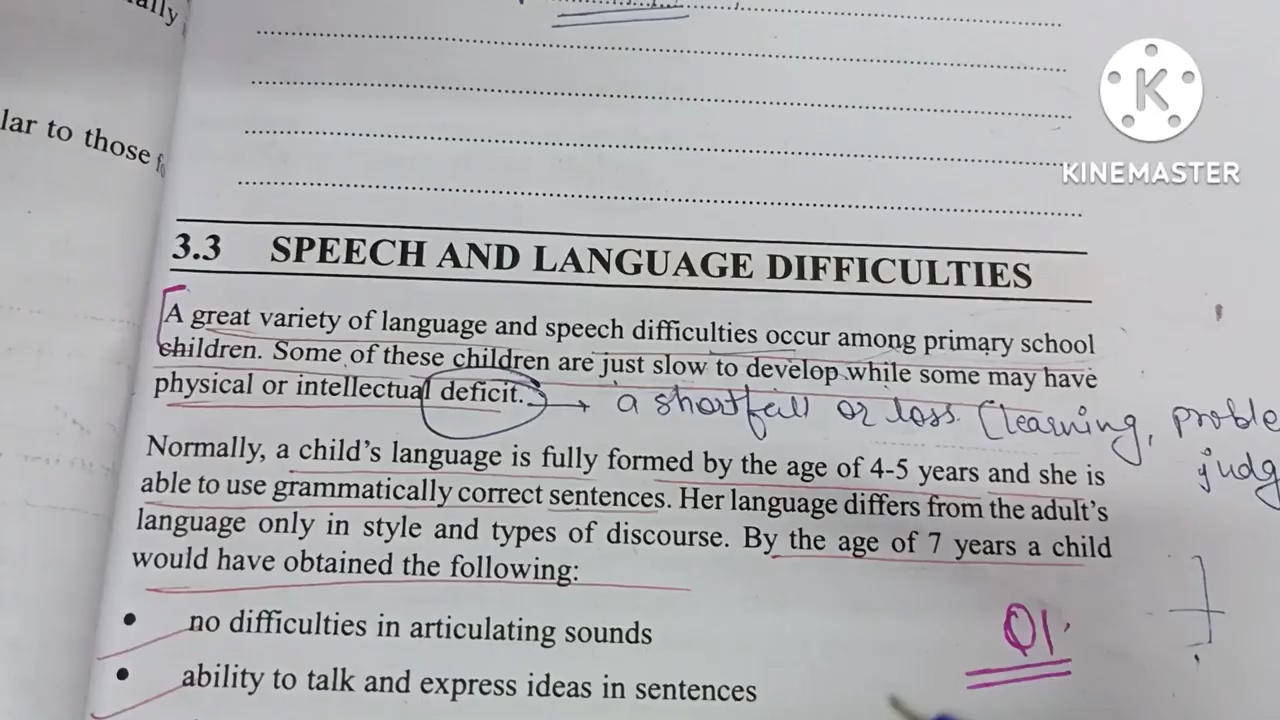 ally
lar to those
KINEMASTER
3.3 SPEECH AND LANGUAGE DIFFICULTIES
A great variety of language and speech difficulties occur among primary school
children. Some of these children are just slow to develop while some may have
physical or intellectual deficit. → a shortfall or loss (learning, proble
judg
Normally, a child's language is fully formed by the age of 4-5 years and she is
able to use grammatically correct sentences. Her language differs from the adult's
language only in style and types of discourse. By the age of 7 years a child
would have obtained the following:
• no difficulties in articulating sounds
Q1
• ability to talk and express ideas in sentences